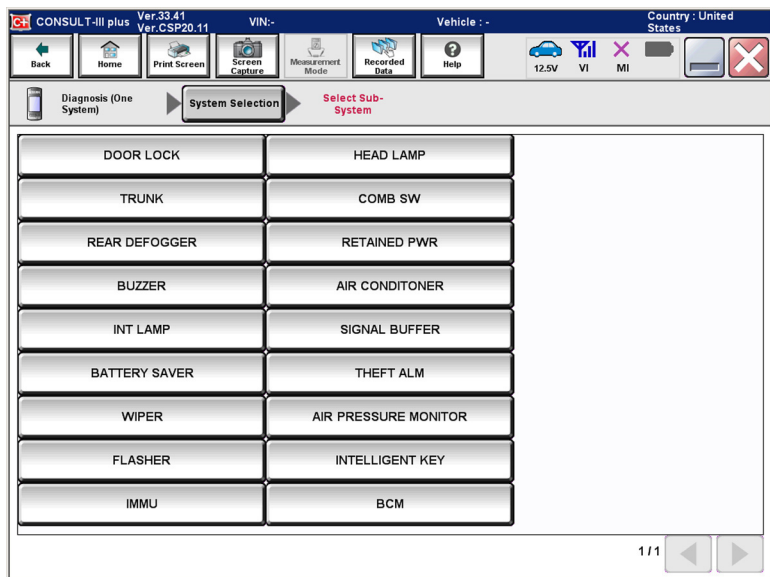 C+ CONSULT-III plus Ver.33.41 VIN:- Vehicle : - Country : United
Ver.CSP20.11 States
Back Home Print Screen Screen Capture Measurement Mode Recorded Data Help 12.5V VI MI
Diagnosis (One System) System Selection Select Sub-System
DOOR LOCK HEAD LAMP
TRUNK COMB SW
REAR DEFOGGER RETAINED PWR
BUZZER AIR CONDITONER
INT LAMP SIGNAL BUFFER
BATTERY SAVER THEFT ALM
WIPER AIR PRESSURE MONITOR
FLASHER INTELLIGENT KEY
IMMU BCM
1/1